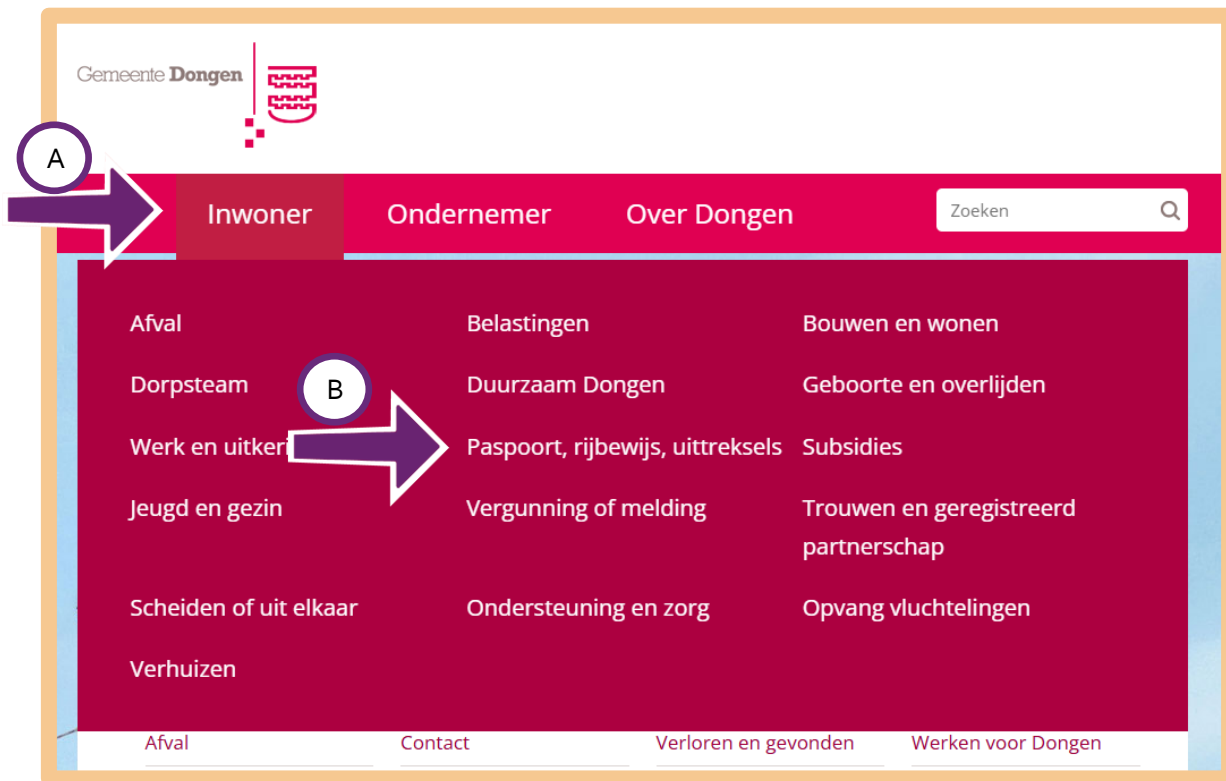 Gemeente Dongen
A
Inwoner Ondernemer Over Dongen Zoeken
Afval Belastingen Bouwen en wonen
Dorpsteam B Duurzaam Dongen Geboorte en overlijden
Werk en Paspoort, rijbewijs, uittreksels Subsidies
Jeugd en gezin Vergunning of melding Trouwen en geregistreerd
partnerschap
Scheiden of uit elkaar Ondersteuning en zorg Opvang vluchtelingen
Verhuizen
Afval Contact Verloren en gevonden Werken voor Dongen